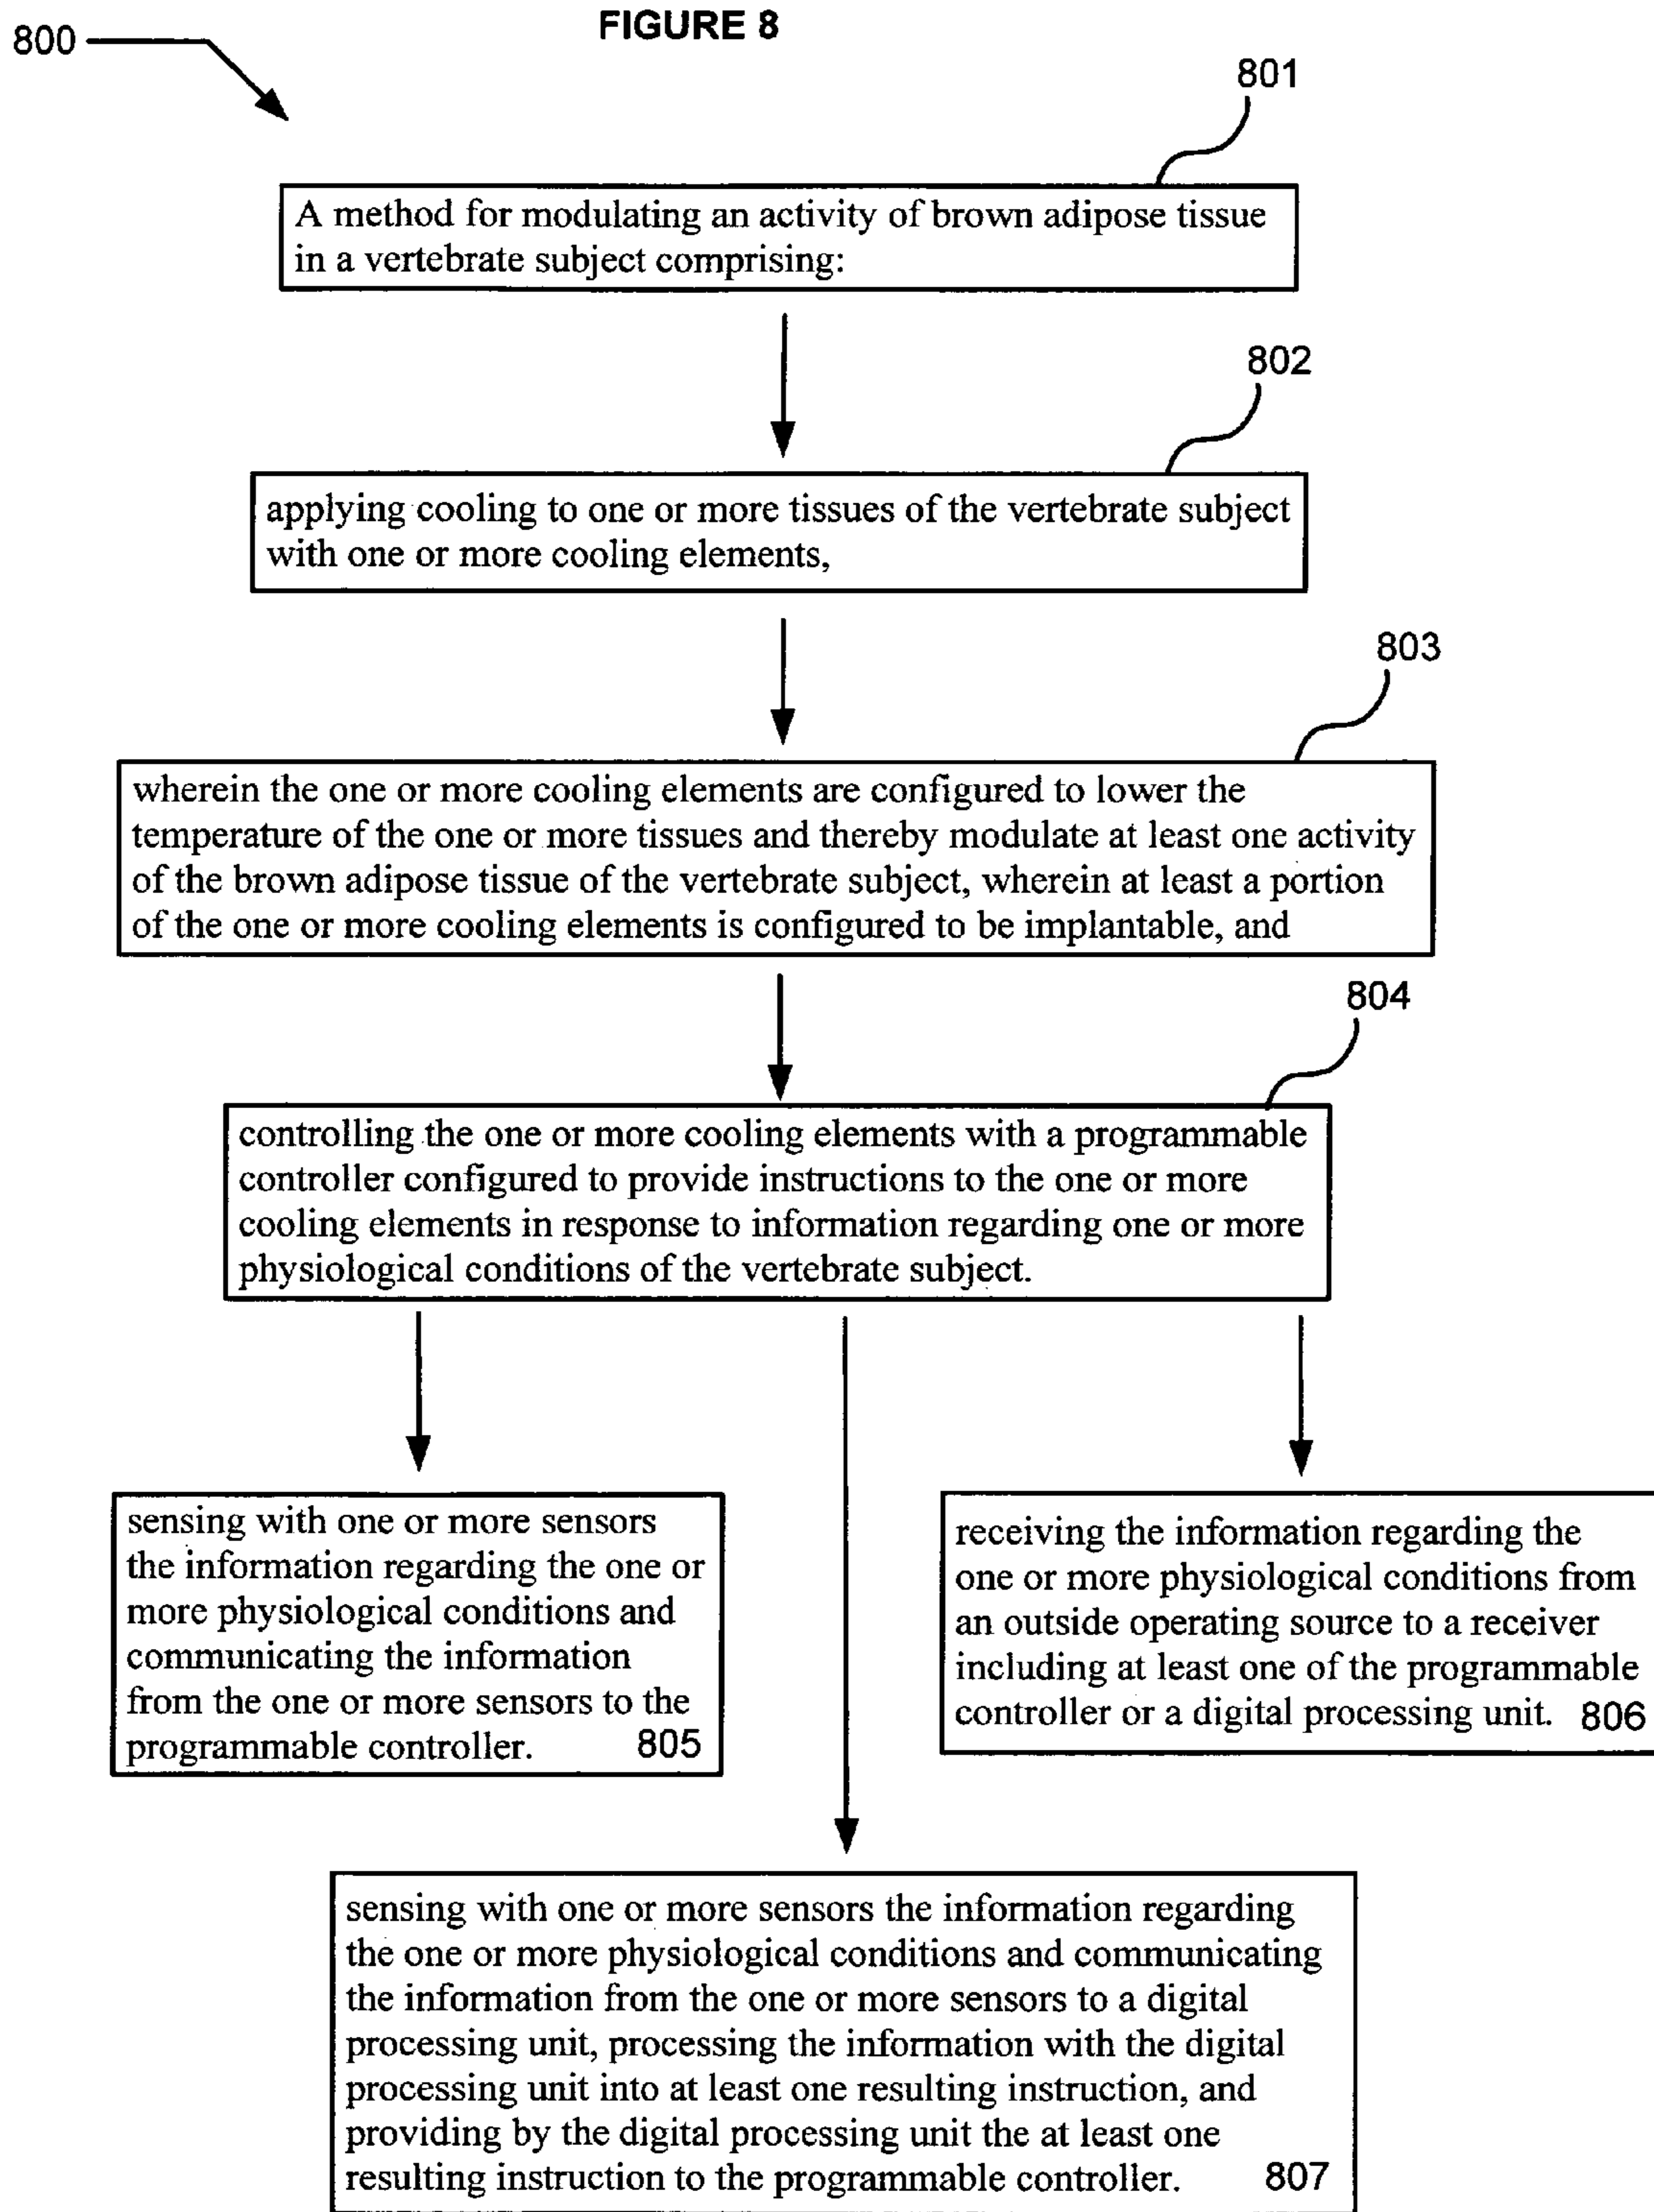 FIGURE 8
800
801
A method for modulating an activity of brown adipose tissue
in a vertebrate subject comprising:
802
applying cooling to one or more tissues of the vertebrate subject
with one or more cooling elements,
803
wherein the one or more cooling elements are configured to lower the
temperature of the one or more tissues and thereby modulate at least one activity
of the brown adipose tissue of the vertebrate subject, wherein at least a portion
of the one or more cooling elements is configured to be implantable, and
804
controlling the one or more cooling elements with a programmable
controller configured to provide instructions to the one or more
cooling elements in response to information regarding one or more
physiological conditions of the vertebrate subject.
sensing with one or more sensors
the information regarding the one or
more physiological conditions and
communicating the information
from the one or more sensors to the
programmable controller. 805
receiving the information regarding the
one or more physiological conditions from
an outside operating source to a receiver
including at least one of the programmable
controller or a digital processing unit. 806
sensing with one or more sensors the information regarding
the one or more physiological conditions and communicating
the information from the one or more sensors to a digital
processing unit, processing the information with the digital
processing unit into at least one resulting instruction, and
providing by the digital processing unit the at least one
resulting instruction to the programmable controller. 807